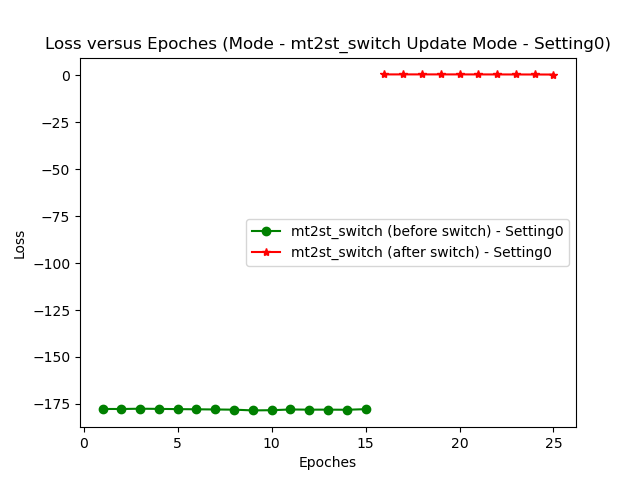 Loss versus Epoches (Mode - mt2st_switch Update Mode - Setting0)
0
−25
−50
−75
−100
−125
−150
−175
Loss
mt2st_switch (before switch) - Setting0
mt2st_switch (after switch) - Setting0
0 5 10 15 20 25
Epoches